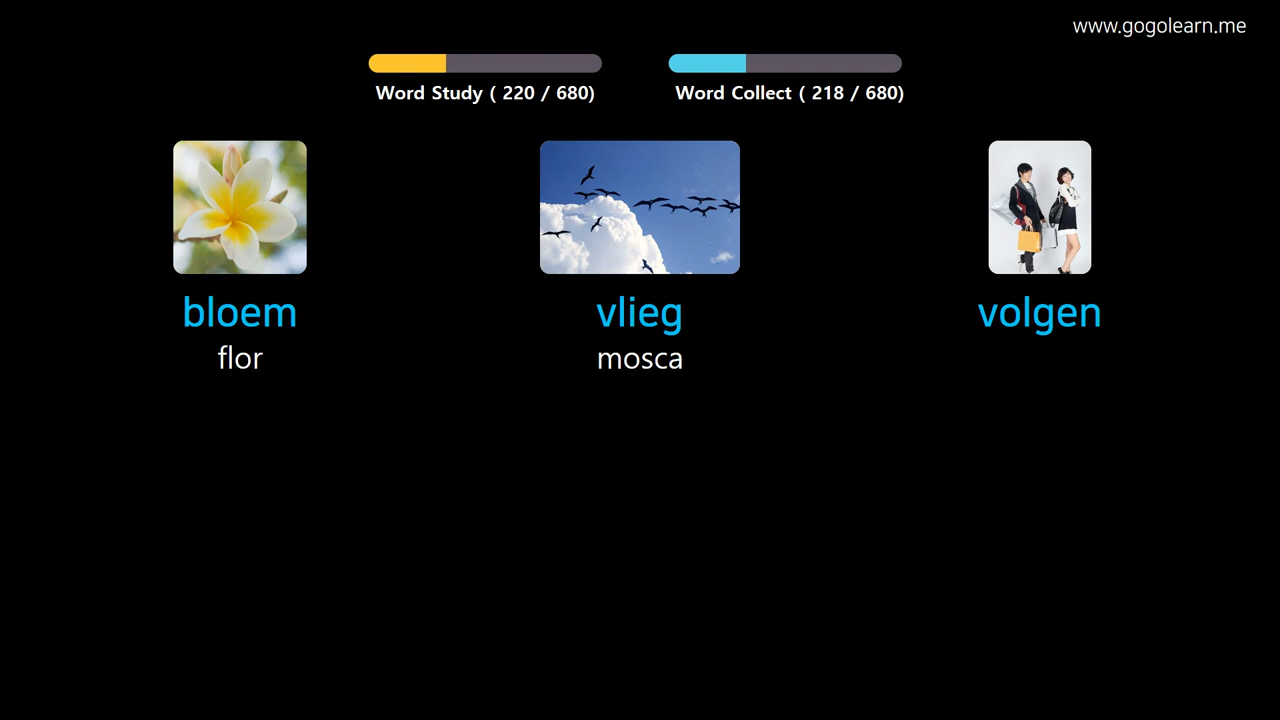 www.gogolearn.me
Word Study ( 220 / 680)
Word Collect ( 218 / 680)
bloem
flor
vlieg
mosca
volgen